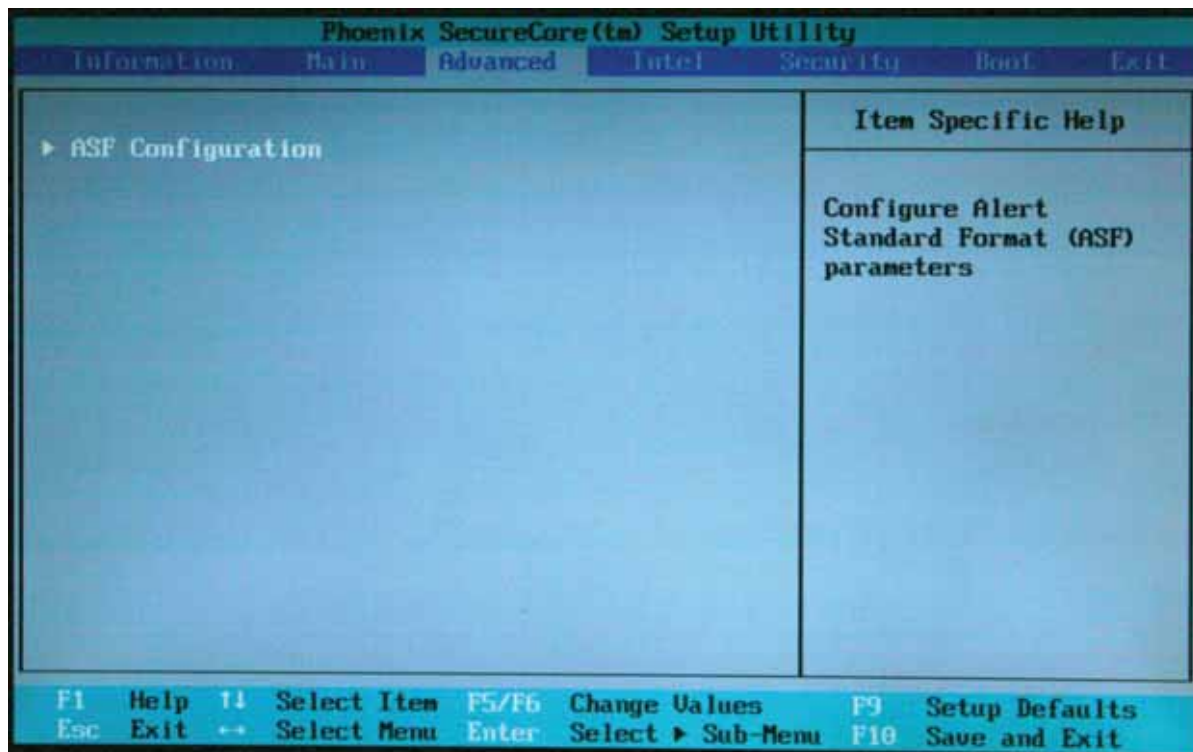 Phoenix SecureCore(tm) Setup Utility
Information Main Advanced Intel Security Boot Exit
▶ ASF Configuration
Item Specific Help
Configure Alert
Standard Format (ASF)
parameters
F1 Help ↑↓ Select Item F5/F6 Change Values F9 Setup Defaults
Esc Exit ↔ Select Menu Enter Select ▶ Sub-Menu F10 Save and Exit